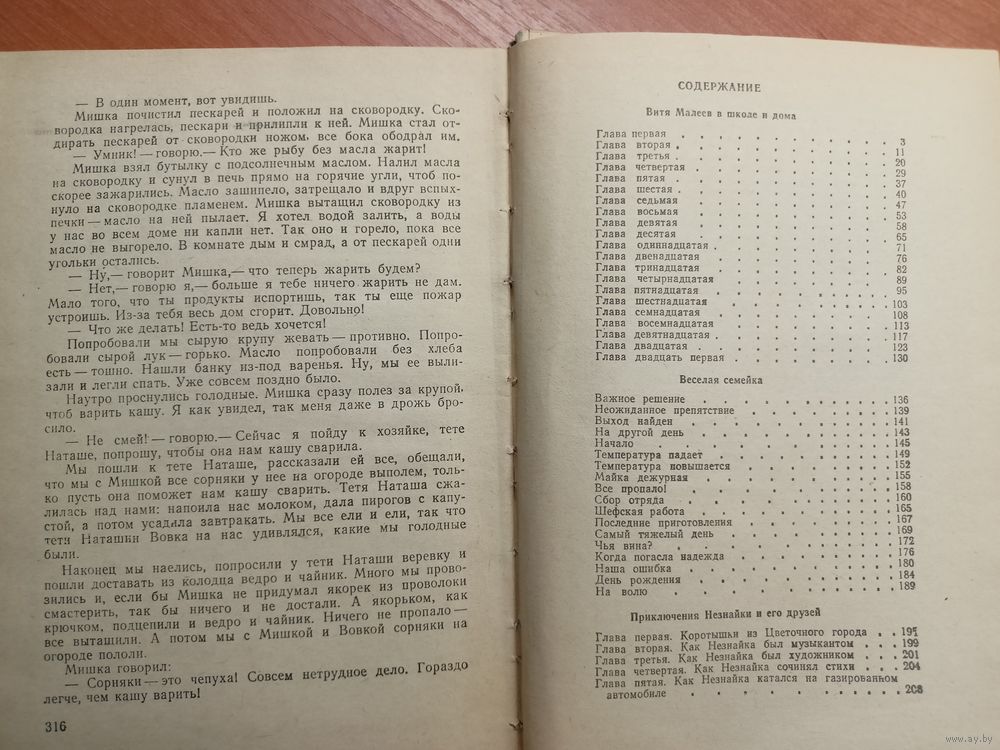 — В один момент, вот увидишь.
Мишка почистил пескарей и положил на сковородку. Ско-
вородка нагрелась, пескари и прилипли к ней. Мишка стал от-
дирать пескарей от сковородки ножом, все бока ободрал им.
— Умник! — говорю.— Кто же рыбу без масла жарит!
Мишка взял бутылку с подсолнечным маслом. Налил масла
на сковородку и сунул в печь прямо на горячие угли, чтоб по-
скорее зажарились. Масло зашипело, затрещало и вдруг вспых-
нуло на сковородке пламенем. Мишка вытащил сковородку из
печки — масло на ней пылает. Я хотел водой залить, а воды
у нас во всем доме ни капли нет. Так оно и горело, пока все
масло не выгорело. В комнате дым и смрад, а от пескарей одни
угольки остались.
— Ну,— говорит Мишка,— что теперь жарить будем?
— Нет,— говорю я,— больше я тебе ничего жарить не дам.
Мало того, что ты продукты испортишь, так ты еще пожар
устроишь. Из-за тебя весь дом сгорит. Довольно!
— Что же делать! Есть-то ведь хочется!
Попробовали мы сырую крупу жевать — противно. Попро-
бовали сырой лук — горько. Масло попробовали без хлеба
есть — тошно. Нашли банку из-под варенья. Ну, мы ее выли-
зали и легли спать. Уже совсем поздно было.
Наутро проснулись голодные. Мишка сразу полез за крупой,
чтоб варить кашу. Я как увидел, так меня даже в дрожь бро-
сило.
— Не смей! — говорю.— Сейчас я пойду к хозяйке, тете
Наташе, попрошу, чтобы она нам кашу сварила.
Мы пошли к тете Наташе, рассказали ей все, обещали,
что мы с Мишкой все сорняки у нее на огороде выполем, толь-
ко пусть она поможет нам кашу сварить. Тетя Наташа сжа-
лилась над нами: напоила нас молоком, дала пирогов с капу-
стой, а потом усадила завтракать. Мы все ели и ели, так что
тети Наташин Вовка на нас удивлялся, какие мы голодные
были.
Наконец мы наелись, попросили у тети Наташи веревку и
пошли доставать из колодца ведро и чайник. Много мы прово-
зились и, если бы Мишка не придумал якорек из проволоки
смастерить, так бы ничего и не достали. А якорьком, как
крючком, подцепили и ведро и чайник. Ничего не пропало —
все вытащили. А потом мы с Мишкой и Вовкой сорняки на
огороде пололи.
Мишка говорил:
— Сорняки — это чепуха! Совсем нетрудное дело. Гораздо
легче, чем кашу варить!
316
СОДЕРЖАНИЕ
Витя Малеев в школе и дома
Глава первая . . . . . . . . . . 3
Глава вторая . . . . . . . . . . 11
Глава третья . . . . . . . . . . 20
Глава четвертая . . . . . . . . . . 29
Глава пятая . . . . . . . . . . 37
Глава шестая . . . . . . . . . . 40
Глава седьмая . . . . . . . . . . 47
Глава восьмая . . . . . . . . . . 53
Глава девятая . . . . . . . . . . 58
Глава десятая . . . . . . . . . . 65
Глава одиннадцатая . . . . . . . . . . 71
Глава двенадцатая . . . . . . . . . . 76
Глава тринадцатая . . . . . . . . . . 82
Глава четырнадцатая . . . . . . . . . 89
Глава пятнадцатая . . . . . . . . . . 95
Глава шестнадцатая . . . . . . . . . 103
Глава семнадцатая . . . . . . . . . 108
Глава восемнадцатая . . . . . . . . . 113
Глава девятнадцатая . . . . . . . . . 117
Глава двадцатая . . . . . . . . . 123
Глава двадцать первая . . . . . . . . . 130
Веселая семейка
Важное решение . . . . . . . . . 136
Неожиданное препятствие . . . . . . . . 139
Выход найден . . . . . . . . . 141
На другой день . . . . . . . . . 143
Начало . . . . . . . . . . 145
Температура падает . . . . . . . . . 149
Температура повышается . . . . . . . . 152
Майка дежурная . . . . . . . . . 155
Все пропало! . . . . . . . . . 158
Сбор отряда . . . . . . . . . 160
Шефская работа . . . . . . . . . 165
Последние приготовления . . . . . . . . 167
Самый тяжелый день . . . . . . . . . 169
Чья вина? . . . . . . . . . . 172
Когда погасла надежда . . . . . . . . 176
Наша ошибка . . . . . . . . . 180
День рождения . . . . . . . . . 184
На волю . . . . . . . . . . 189
Приключения Незнайки и его друзей
Глава первая. Коротышки из Цветочного города . . 195
Глава вторая. Как Незнайка был музыкантом . . . 199
Глава третья. Как Незнайка был художником . . . 201
Глава четвертая. Как Незнайка сочинял стихи . . . 204
Глава пятая. Как Незнайка катался на газированном
автомобиле . . . . . . . . . . 208
www.ay.by